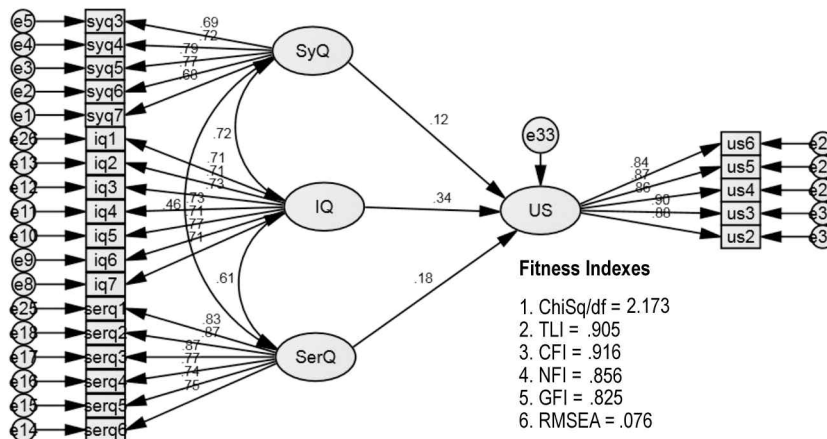 e5 syq3 .69
e4 syq4 .72
e3 syq5 .79
e2 syq6 .77
e1 syq7 .68
SyQ
e26 iq1 .71
e13 iq2 .71
e12 iq3 .73
e11 iq4 .73
e10 iq5 .71
e9 iq6 .77
e8 iq7 .71
IQ
e25 serq1 .83
e18 serq2 .87
e17 serq3 .87
e16 serq4 .77
e15 serq5 .74
e14 serq6 .75
SerQ
.72
.46
.61
.12
.34
.18
e33
US
.84 us6 e2
.87 us5 e2
.86 us4 e2
.90 us3 e3
.88 us2 e3
Fitness Indexes
1. ChiSq/df = 2.173
2. TLI = .905
3. CFI = .916
4. NFI = .856
5. GFI = .825
6. RMSEA = .076